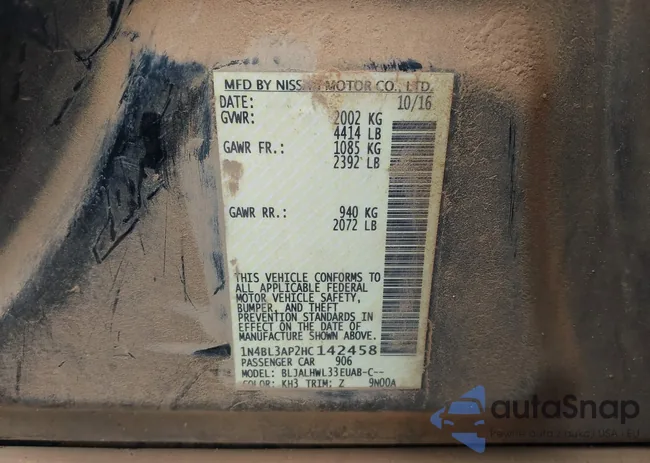 MFD BY NISSAN MOTOR CO., LTD.
DATE: 10/16
GVWR: 2002 KG
4414 LB
GAWR FR.: 1085 KG
2392 LB
GAWR RR.: 940 KG
2072 LB
THIS VEHICLE CONFORMS TO
ALL APPLICABLE FEDERAL
MOTOR VEHICLE SAFETY,
BUMPER, AND THEFT
PREVENTION STANDARDS IN
EFFECT ON THE DATE OF
MANUFACTURE SHOWN ABOVE.
1N4BL3AP2HC142458
PASSENGER CAR 906
MODEL: BLJALHWL33EUAB-C--
COLOR: KH3 TRIM: Z 9N00A
autoSnap